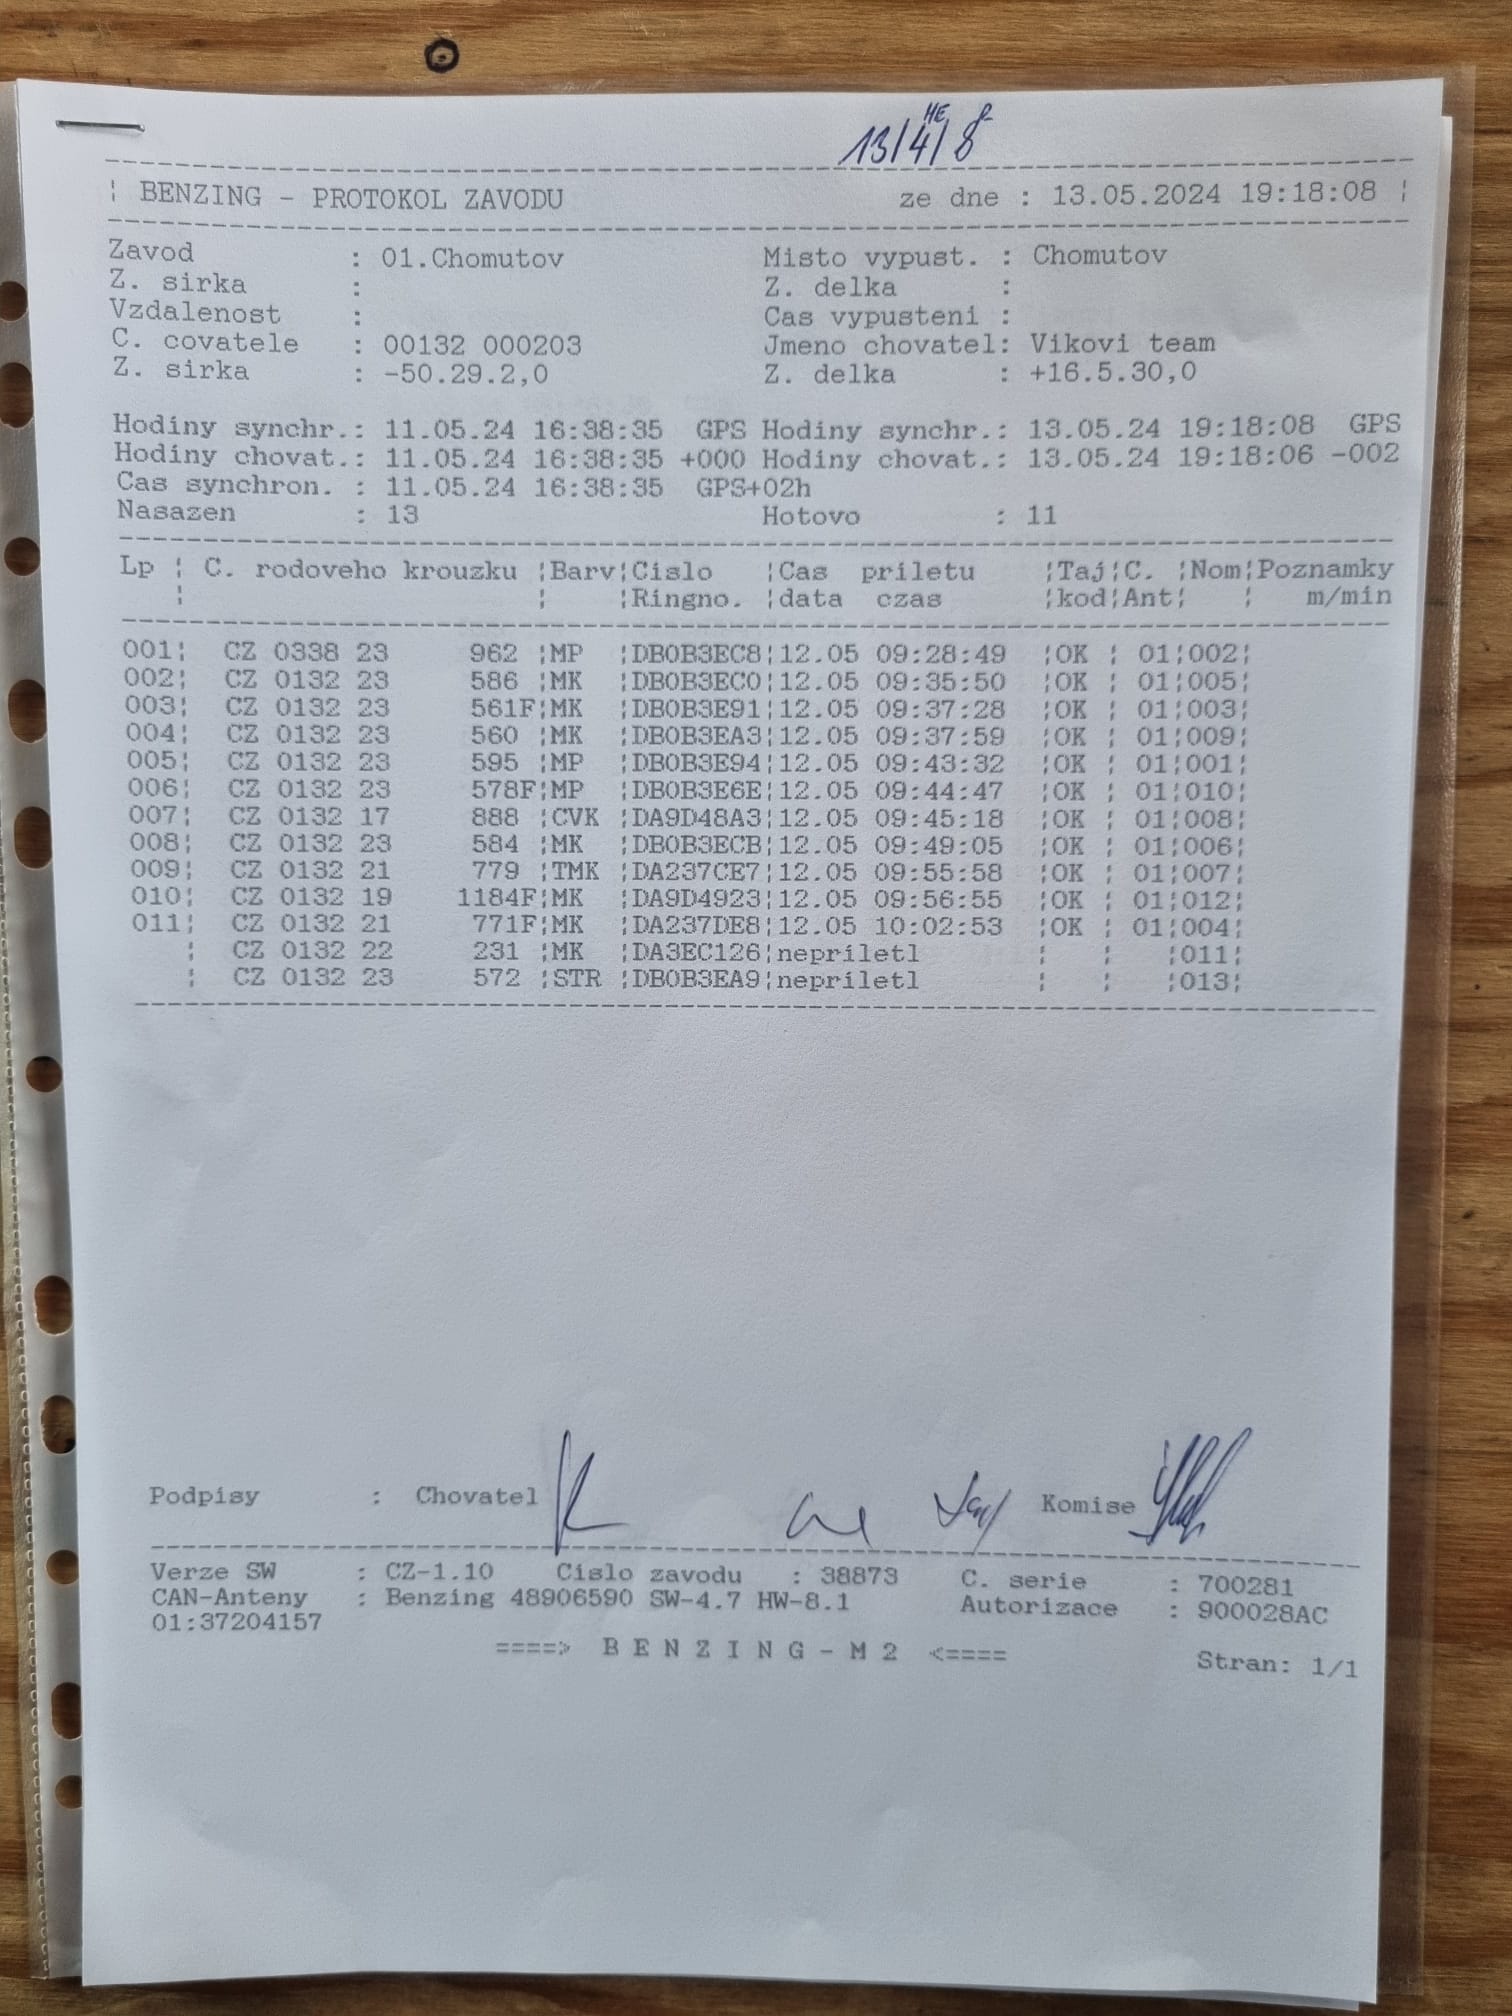 13/4/8
HE
BENZING - PROTOKOL ZAVODU ze dne : 13.05.2024 19:18:08
Zavod : 01.Chomutov Misto vypust. : Chomutov
Z. sirka : Z. delka :
Vzdalenost : Cas vypusteni :
C. covatele : 00132 000203 Jmeno chovatel: Vikovi team
Z. sirka : -50.29.2,0 Z. delka : +16.5.30,0
Hodiny synchr.: 11.05.24 16:38:35 GPS Hodiny synchr.: 13.05.24 19:18:08 GPS
Hodiny chovat.: 11.05.24 16:38:35 +000 Hodiny chovat.: 13.05.24 19:18:06 -002
Cas synchron. : 11.05.24 16:38:35 GPS+02h
Nasazen : 13 Hotovo : 11
Lp ¦ C. rodoveho krouzku ¦Barv¦Cislo ¦Cas priletu ¦Taj¦C. ¦Nom¦Poznamky
¦ ¦ ¦Ringno. ¦data czas ¦kod¦Ant¦ ¦ m/min
001¦ CZ 0338 23 962 ¦MP ¦DB0B3EC8¦12.05 09:28:49 ¦OK ¦ 01¦002¦
002¦ CZ 0132 23 586 ¦MK ¦DB0B3EC0¦12.05 09:35:50 ¦OK ¦ 01¦005¦
003¦ CZ 0132 23 561F¦MK ¦DB0B3E91¦12.05 09:37:28 ¦OK ¦ 01¦003¦
004¦ CZ 0132 23 560 ¦MK ¦DB0B3EA3¦12.05 09:37:59 ¦OK ¦ 01¦009¦
005¦ CZ 0132 23 595 ¦MP ¦DB0B3E94¦12.05 09:43:32 ¦OK ¦ 01¦001¦
006¦ CZ 0132 23 578F¦MP ¦DB0B3E6E¦12.05 09:44:47 ¦OK ¦ 01¦010¦
007¦ CZ 0132 17 888 ¦CVK ¦DA9D48A3¦12.05 09:45:18 ¦OK ¦ 01¦008¦
008¦ CZ 0132 23 584 ¦MK ¦DB0B3ECB¦12.05 09:49:05 ¦OK ¦ 01¦006¦
009¦ CZ 0132 21 779 ¦TMK ¦DA237CE7¦12.05 09:55:58 ¦OK ¦ 01¦007¦
010¦ CZ 0132 19 1184F¦MK ¦DA9D4923¦12.05 09:56:55 ¦OK ¦ 01¦012¦
011¦ CZ 0132 21 771F¦MK ¦DA237DE8¦12.05 10:02:53 ¦OK ¦ 01¦004¦
¦ CZ 0132 22 231 ¦MK ¦DA3EC126¦nepriletl ¦ ¦ ¦011¦
¦ CZ 0132 23 572 ¦STR ¦DB0B3EA9¦nepriletl ¦ ¦ ¦013¦
Podpisy : Chovatel Komise
Verze SW : CZ-1.10 Cislo zavodu : 38873 C. serie : 700281
CAN-Anteny : Benzing 48906590 SW-4.7 HW-8.1 Autorizace : 900028AC
01:37204157
====> B E N Z I N G - M 2 <====
Stran: 1/1